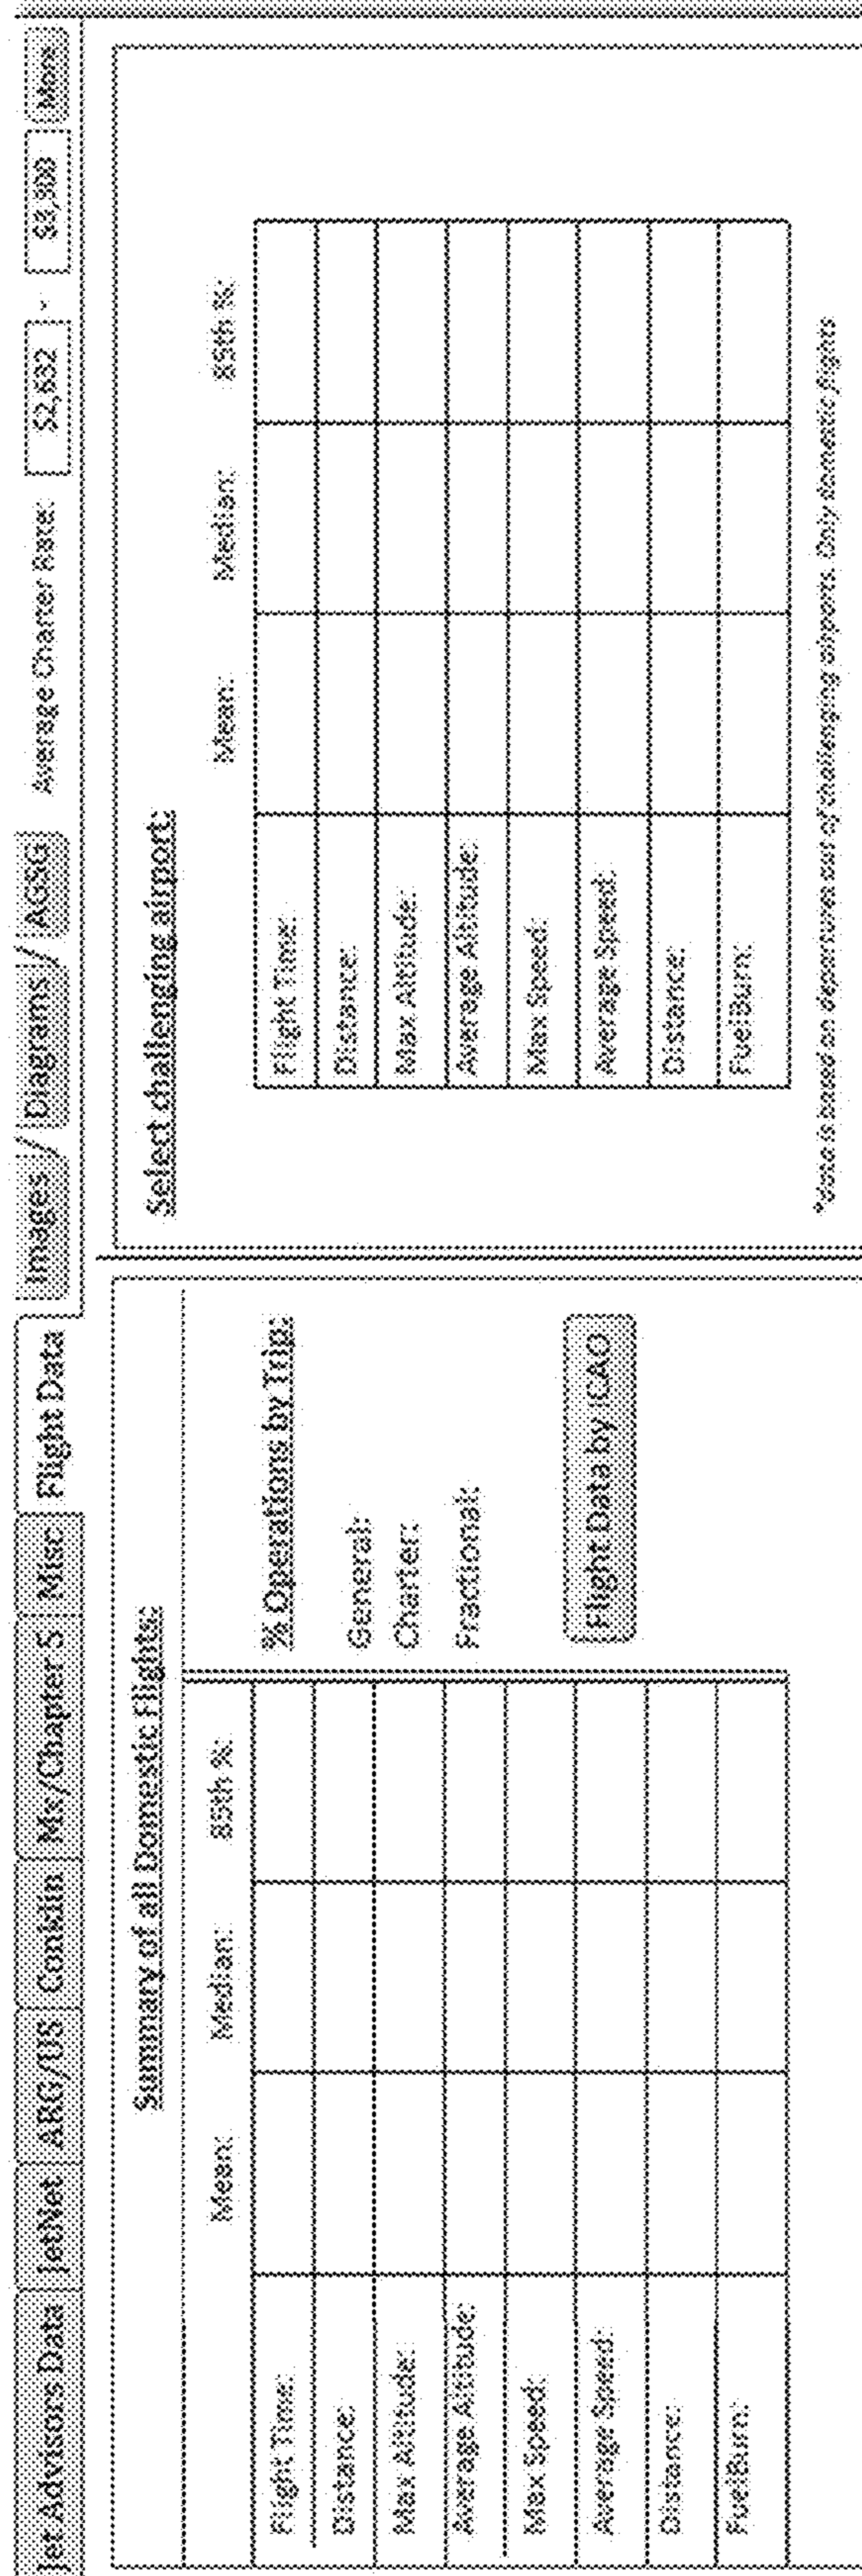 Jet Advisors Data JetNet ARG/US Conklin Ms/Chapter S Misc Flight Data Images / Diagrams / AGSG Average Charter Rate: $2,632 - $3,300 More
Summary of all Domestic Flights:
Mean: Median: 85th %:
Flight Time:
Distance:
Max Altitude:
Average Altitude:
Max Speed:
Average Speed:
Distance:
FuelBurn:
% Operations by Trip:
General:
Charter:
Fractional:
Flight Data by ICAO
Select challenging airport:
Mean: Median: 85th %:
Flight Time:
Distance:
Max Altitude:
Average Altitude:
Max Speed:
Average Speed:
Distance:
FuelBurn:
*data is based on departures out of challenging airports. Only domestic flights